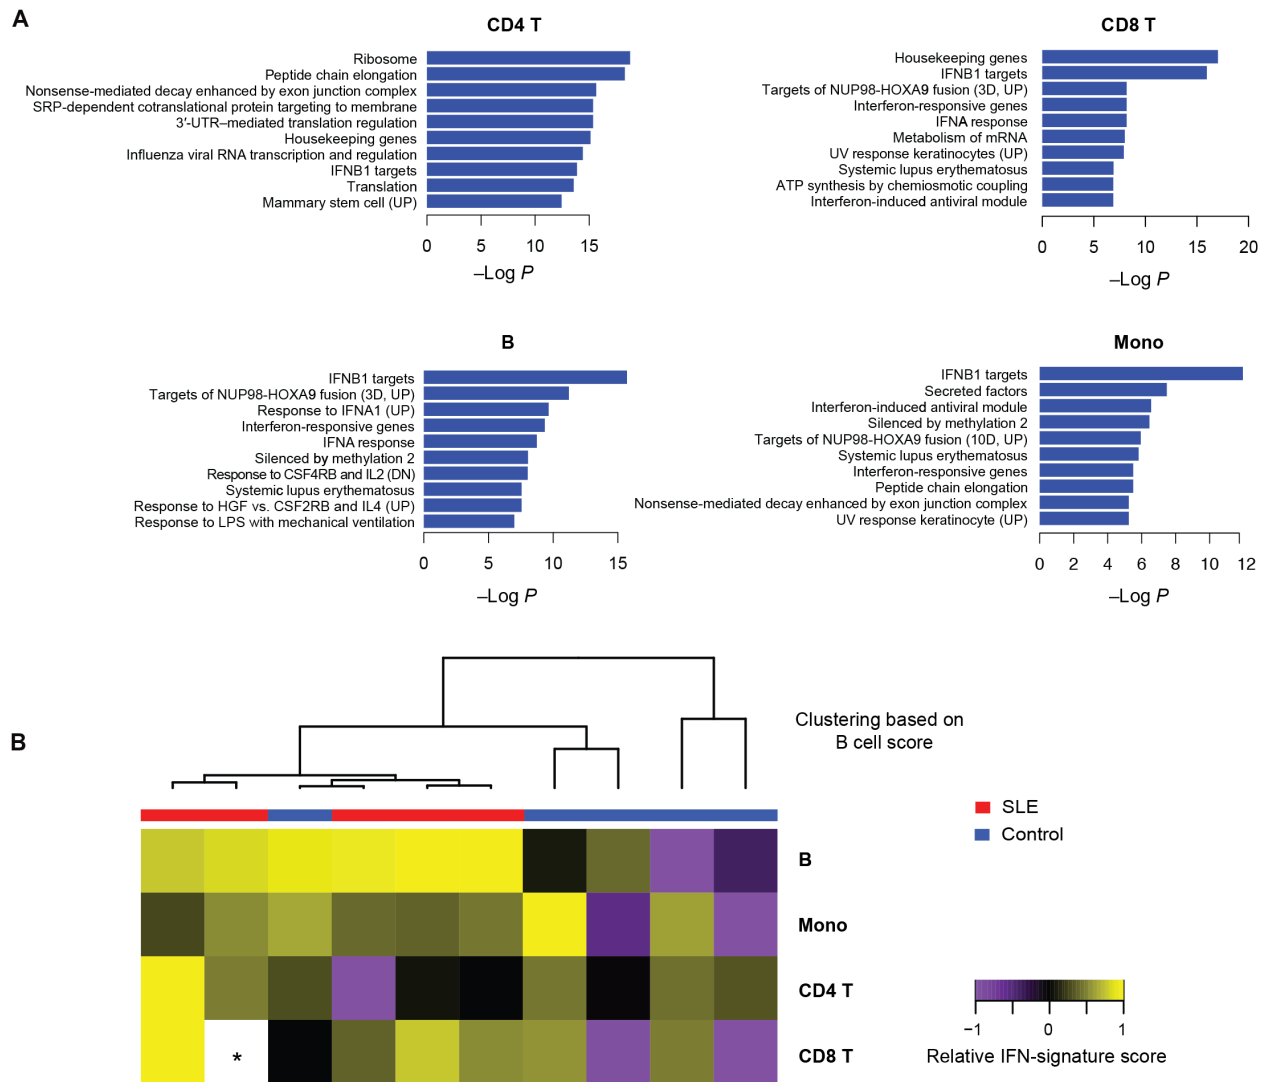 A
CD4 T
Ribosome
Peptide chain elongation
Nonsense-mediated decay enhanced by exon junction complex
SRP-dependent cotranslational protein targeting to membrane
3′-UTR–mediated translation regulation
Housekeeping genes
Influenza viral RNA transcription and regulation
IFNB1 targets
Translation
Mammary stem cell (UP)
0 5 10 15
–Log P
CD8 T
Housekeeping genes
IFNB1 targets
Targets of NUP98-HOXA9 fusion (3D, UP)
Interferon-responsive genes
IFNA response
Metabolism of mRNA
UV response keratinocytes (UP)
Systemic lupus erythematosus
ATP synthesis by chemiosmotic coupling
Interferon-induced antiviral module
0 5 10 15 20
–Log P
B
IFNB1 targets
Targets of NUP98-HOXA9 fusion (3D, UP)
Response to IFNA1 (UP)
Interferon-responsive genes
IFNA response
Silenced by methylation 2
Response to CSF4RB and IL2 (DN)
Systemic lupus erythematosus
Response to HGF vs. CSF2RB and IL4 (UP)
Response to LPS with mechanical ventilation
0 5 10 15
–Log P
Mono
IFNB1 targets
Secreted factors
Interferon-induced antiviral module
Silenced by methylation 2
Targets of NUP98-HOXA9 fusion (10D, UP)
Systemic lupus erythematosus
Interferon-responsive genes
Peptide chain elongation
Nonsense-mediated decay enhanced by exon junction complex
UV response keratinocyte (UP)
0 2 4 6 8 10 12
–Log P
B
Clustering based on
B cell score
SLE
Control
B
Mono
CD4 T
CD8 T
*
−1 0 1
Relative IFN-signature score